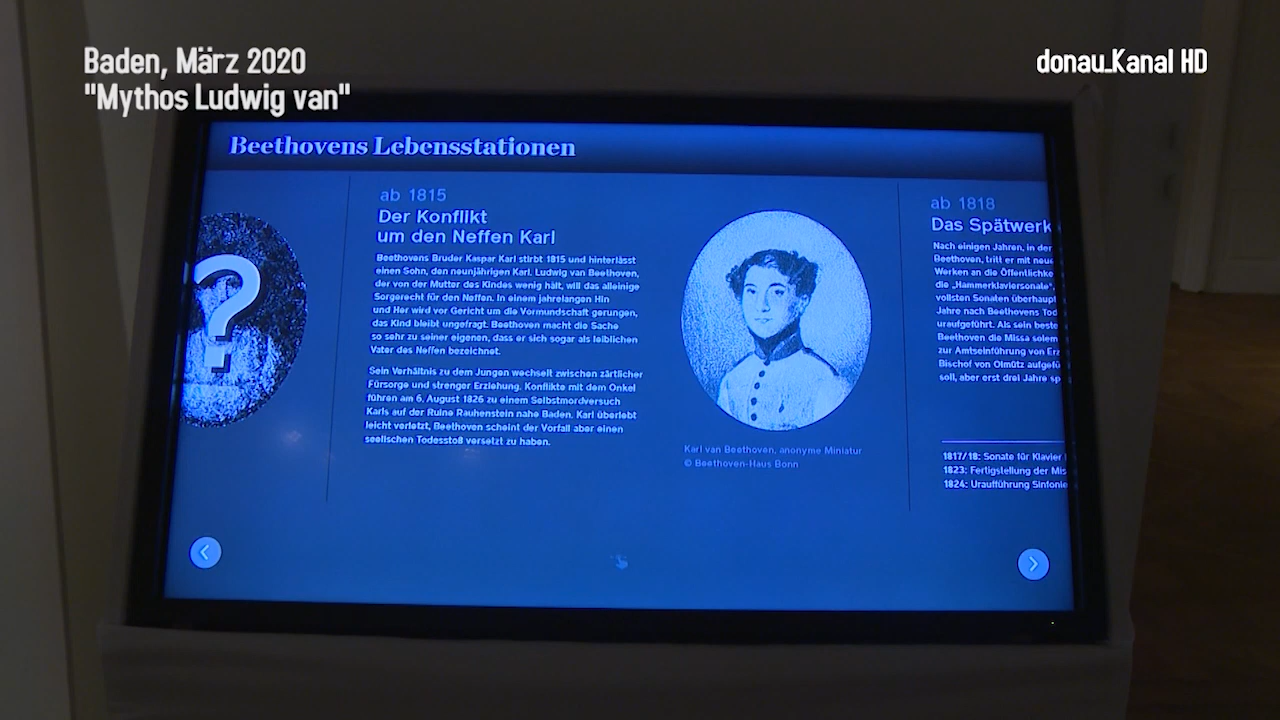 Baden, März 2020
"Mythos Ludwig van"
donau_Kanal HD
Beethovens Lebensstationen
?
ab 1815
Der Konflikt
um den Neffen Karl
Beethovens Bruder Kaspar Karl stirbt 1815 und hinterlässt
einen Sohn, den neunjährigen Karl. Ludwig van Beethoven,
der von der Mutter des Kindes wenig hält, will das alleinige
Sorgerecht für den Neffen. In einem jahrelangen Hin
und Her wird vor Gericht um die Vormundschaft gerungen,
das Kind bleibt ungefragt. Beethoven macht die Sache
so sehr zu seiner eigenen, dass er sich sogar als leiblichen
Vater des Neffen bezeichnet.
Sein Verhältnis zu dem Jungen wechselt zwischen zärtlicher
Fürsorge und strenger Erziehung. Konflikte mit dem Onkel
führen am 6. August 1826 zu einem Selbstmordversuch
Karls auf der Ruine Rauhenstein nahe Baden. Karl überlebt
leicht verletzt, Beethoven scheint der Vorfall aber einen
seelischen Todesstoß versetzt zu haben.
Karl van Beethoven, anonyme Miniatur
© Beethoven-Haus Bonn
ab 1818
Das Spätwerk
Nach einigen Jahren, in der
Beethoven, tritt er mit neue
Werken an die Öffentlichke
die „Hammerklaviersonate",
vollsten Sonaten überhaupt
Jahre nach Beethovens Tod
uraufgeführt. Als sein beste
Beethoven die Missa solem
zur Amtseinführung von Erz
Bischof von Olmütz aufgefü
soll, aber erst drei Jahre sp
1817/18: Sonate für Klavier
1823: Fertigstellung der Mis
1824: Uraufführung Sinfonie